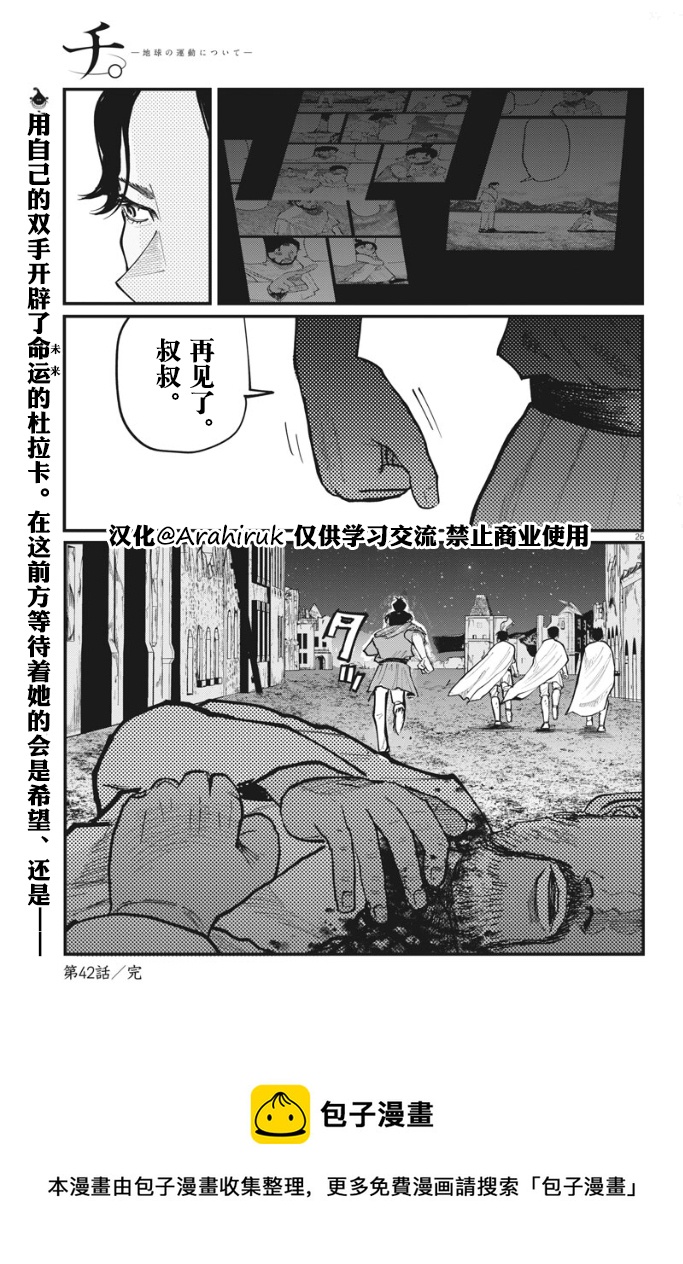 チ。
—地球の運動について—
再见了。
叔叔。
用自己的双手开辟了命运的杜拉卡。在这前方等待着她的会是希望、还是——
未来
汉化@Arahiruk 仅供学习交流 禁止商业使用
26
ダッ
第42話／完
包子漫畫
本漫畫由包子漫畫收集整理，更多免費漫画請搜索「包子漫畫」